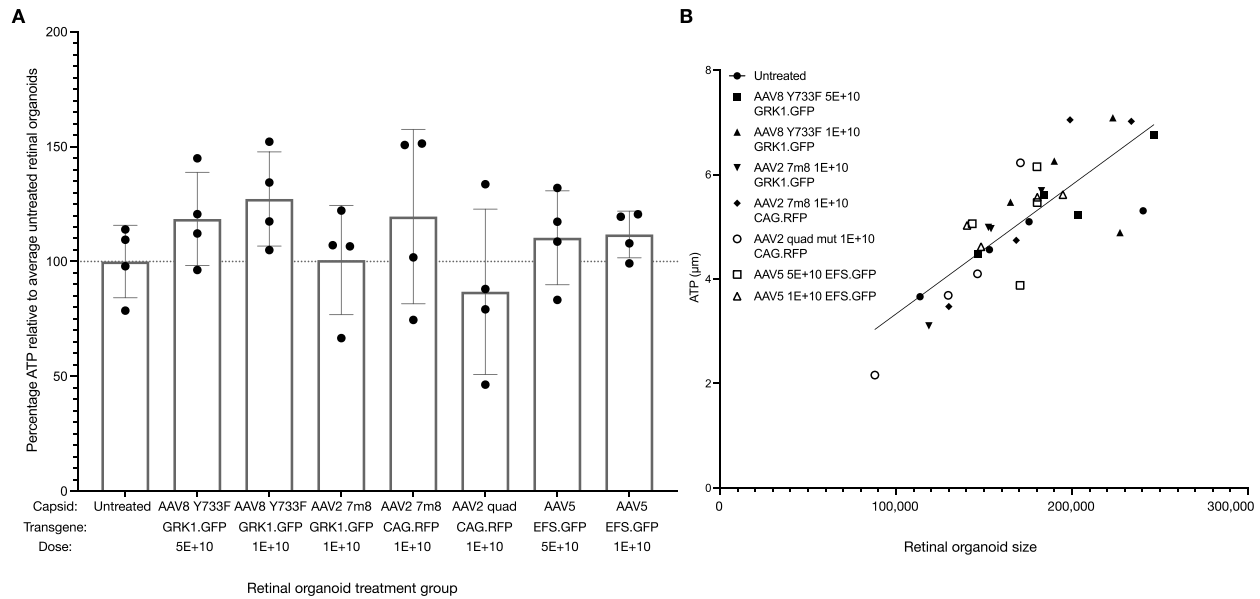 A
Percentage ATP relative to average untreated retinal organoids
200
150
100
50
0
Capsid: Untreated AAV8 Y733F AAV8 Y733F AAV2 7m8 AAV2 7m8 AAV2 quad AAV5 AAV5
Transgene: GRK1.GFP GRK1.GFP GRK1.GFP CAG.RFP CAG.RFP EFS.GFP EFS.GFP
Dose: 5E+10 1E+10 1E+10 1E+10 1E+10 5E+10 1E+10
Retinal organoid treatment group
B
ATP (µm)
8
6
4
2
0
Untreated
AAV8 Y733F 5E+10
GRK1.GFP
AAV8 Y733F 1E+10
GRK1.GFP
AAV2 7m8 1E+10
GRK1.GFP
AAV2 7m8 1E+10
CAG.RFP
AAV2 quad mut 1E+10
CAG.RFP
AAV5 5E+10 EFS.GFP
AAV5 1E+10 EFS.GFP
0 100,000 200,000 300,000
Retinal organoid size